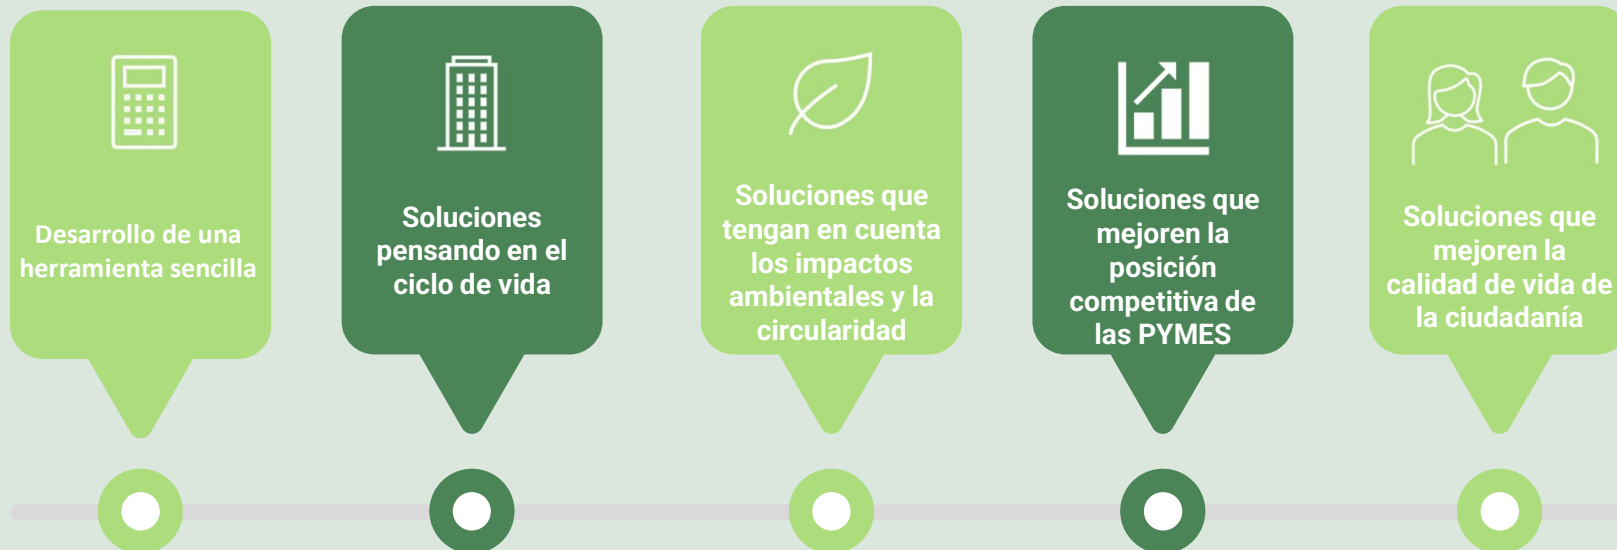 Desarrollo de una
herramienta sencilla
Soluciones
pensando en el
ciclo de vida
Soluciones que
tengan en cuenta
los impactos
ambientales y la
circularidad
Soluciones que
mejoren la
posición
competitiva de
las PYMES
Soluciones que
mejoren la
calidad de vida de
la ciudadanía